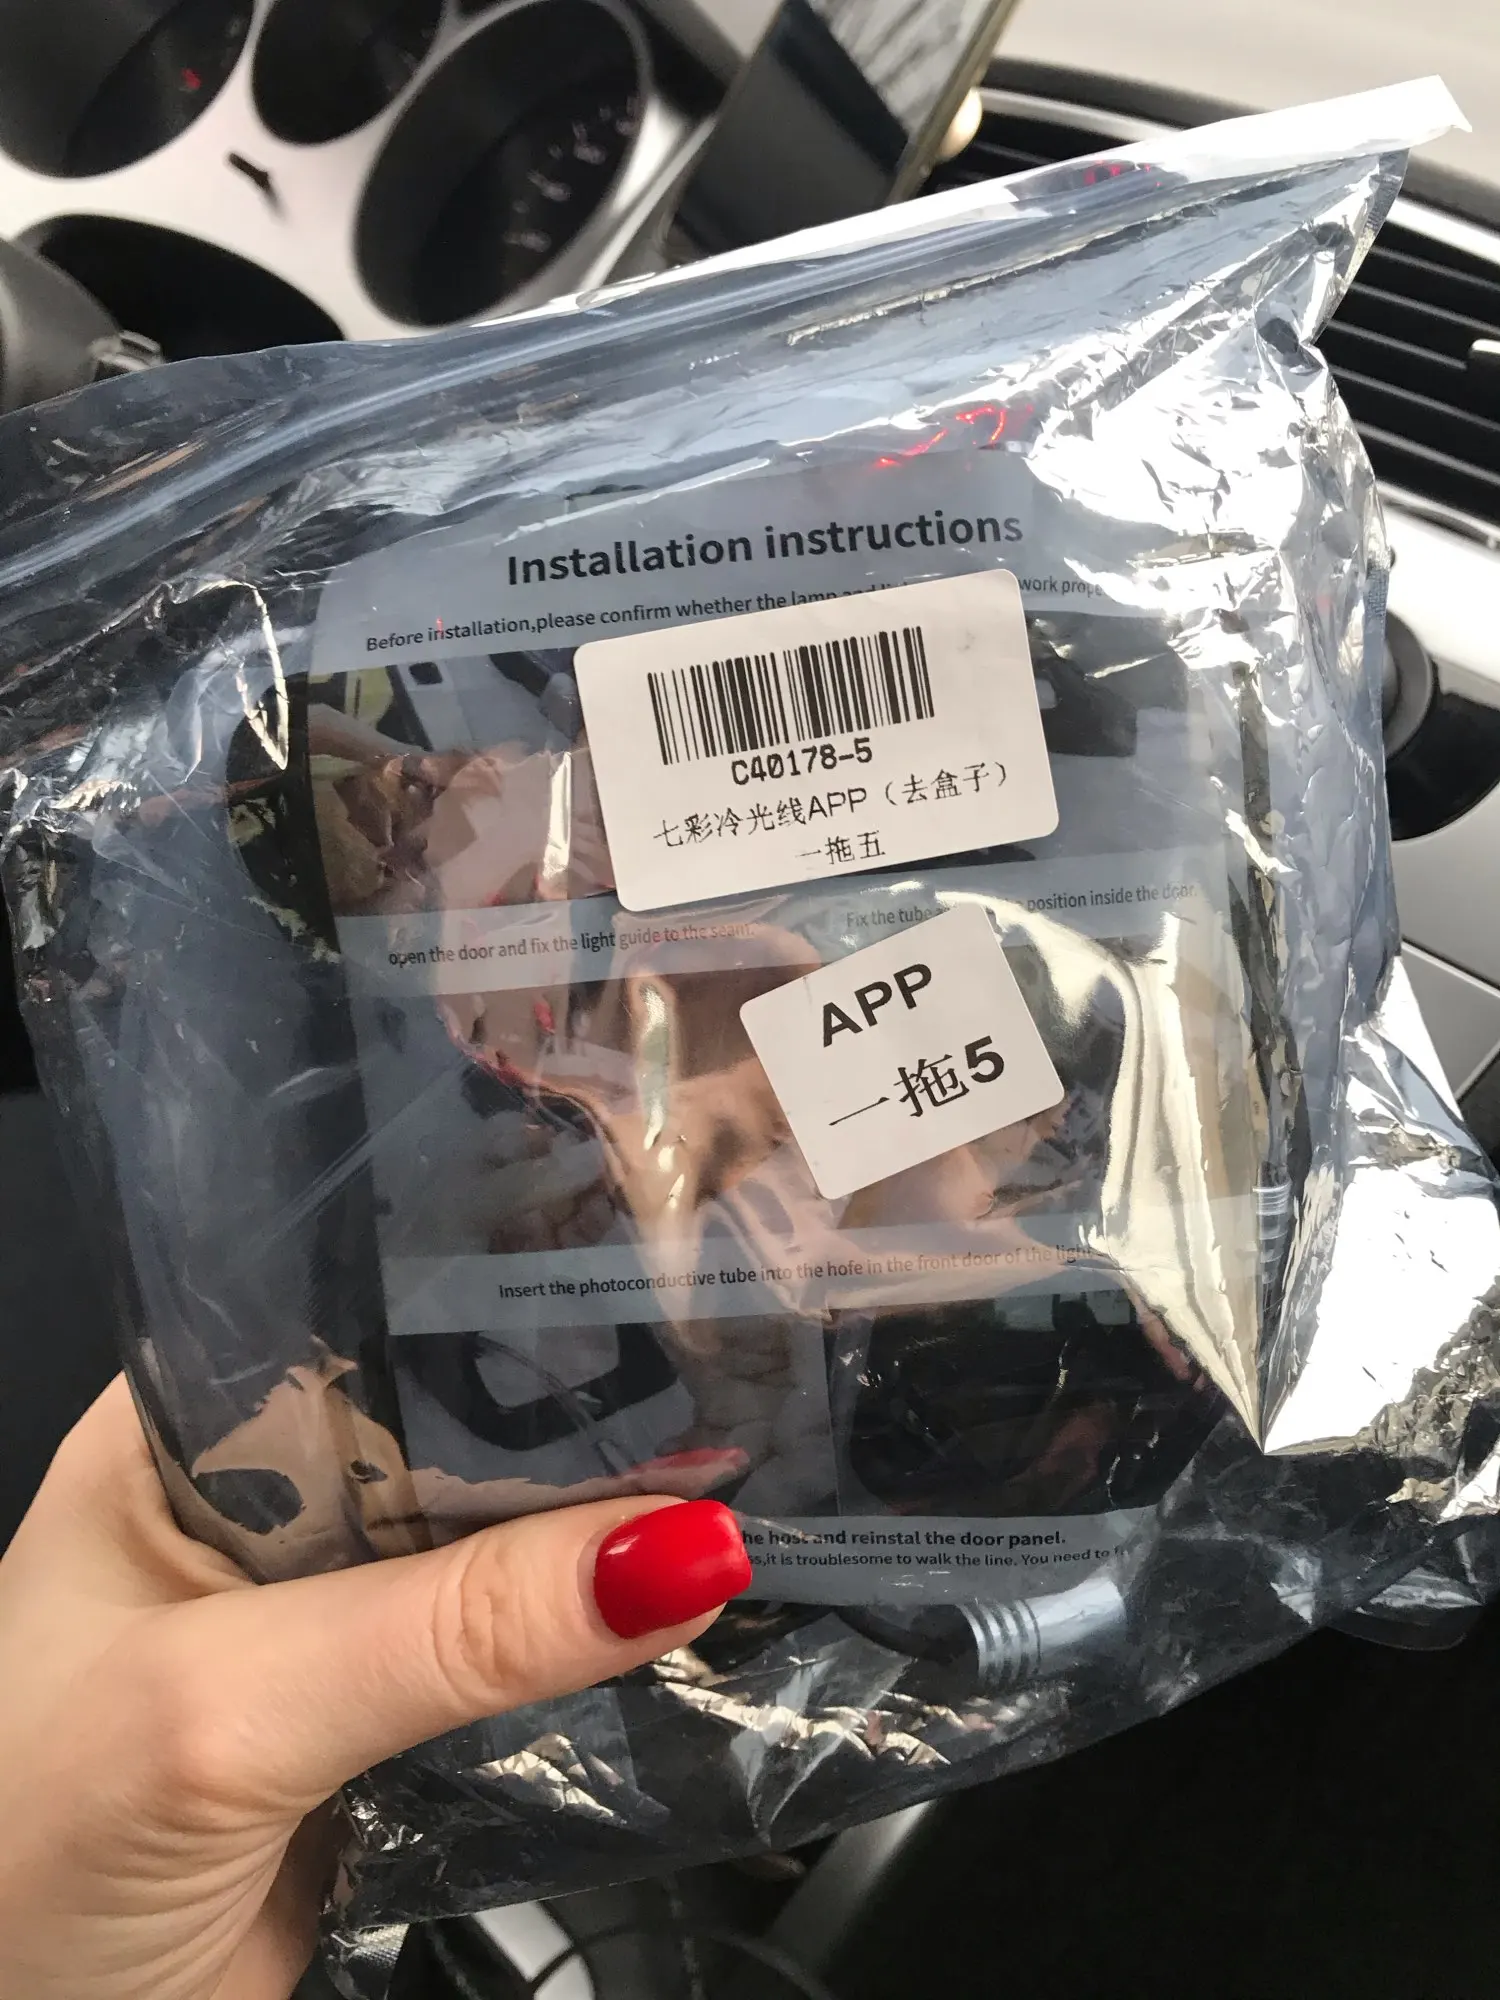 Installation instructions
Before installation,please confirm whether the lamp and work
C40178-5
七彩冷光线APP（去盒子）
一拖五
open the door and fix the light guide to the seam.
Fix the tube position inside the door.
APP
一拖5
Insert the photoconductive tube into the hofe in the front door of the light
he hose and reinstal the door panel.
it is troublesome to walk the line. You need to